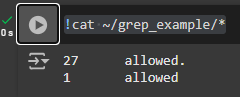 !cat ~/grep_example/*
0s
27 allowed.
1 allowed